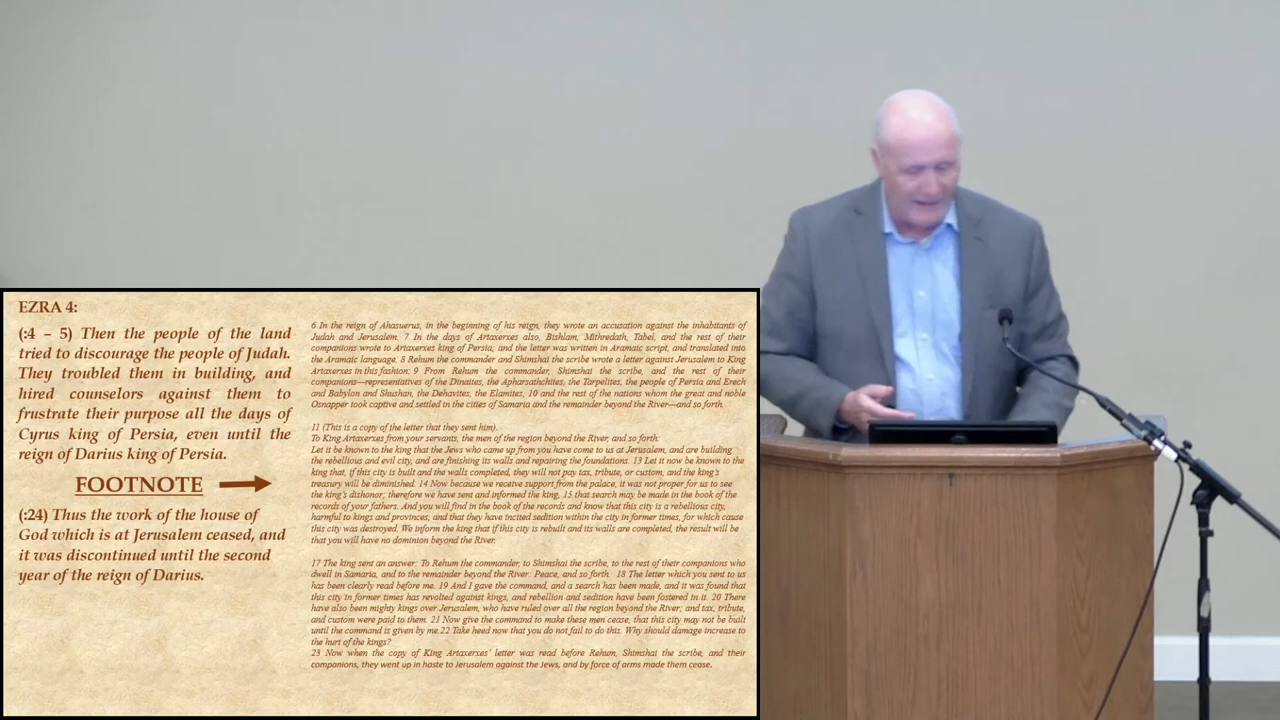 EZRA 4:
(:4 – 5) Then the people of the land
tried to discourage the people of Judah.
They troubled them in building, and
hired counselors against them to
frustrate their purpose all the days of
Cyrus king of Persia, even until the
reign of Darius king of Persia.
FOOTNOTE
(:24) Thus the work of the house of
God which is at Jerusalem ceased, and
it was discontinued until the second
year of the reign of Darius.
6 In the reign of Ahasuerus, in the beginning of his reign, they wrote an accusation against the inhabitants of
Judah and Jerusalem. 7 In the days of Artaxerxes also, Bishlam, Mithredath, Tabel, and the rest of their
companions wrote to Artaxerxes king of Persia; and the letter was written in Aramaic script, and translated into
the Aramaic language. 8 Rehum the commander and Shimshai the scribe wrote a letter against Jerusalem to King
Artaxerxes in this fashion: 9 From Rehum the commander, Shimshai the scribe, and the rest of their
companions—representatives of the Dinaites, the Apharsathchites, the Tarpelites, the people of Persia and Erech
and Babylon and Shushan, the Dehavites, the Elamites, 10 and the rest of the nations whom the great and noble
Osnapper took captive and settled in the cities of Samaria and the remainder beyond the River—and so forth.
11 (This is a copy of the letter that they sent him).
To King Artaxerxes from your servants, the men of the region beyond the River, and so forth:
Let it be known to the king that the Jews who came up from you have come to us at Jerusalem, and are building
the rebellious and evil city, and are finishing its walls and repairing the foundations. 13 Let it now be known to the
king that, if this city is built and the walls completed, they will not pay tax, tribute, or custom, and the king's
treasury will be diminished. 14 Now because we receive support from the palace, it was not proper for us to see
the king's dishonor; therefore we have sent and informed the king, 15 that search may be made in the book of the
records of your fathers. And you will find in the book of the records and know that this city is a rebellious city,
harmful to kings and provinces, and that they have incited sedition within the city in former times, for which cause
this city was destroyed. We inform the king that if this city is rebuilt and its walls are completed, the result will be
that you will have no dominion beyond the River.
17 The king sent an answer: To Rehum the commander, to Shimshai the scribe, to the rest of their companions who
dwell in Samaria, and to the remainder beyond the River: Peace, and so forth. 18 The letter which you sent to us
has been clearly read before me. 19 And I gave the command, and a search has been made, and it was found that
this city in former times has revolted against kings, and rebellion and sedition have been fostered in it. 20 There
have also been mighty kings over Jerusalem, who have ruled over all the region beyond the River; and tax, tribute,
and custom were paid to them. 21 Now give the command to make these men cease, that this city may not be built
until the command is given by me.22 Take heed now that you do not fail to do this. Why should damage increase to
the hurt of the kings?
23 Now when the copy of King Artaxerxes' letter was read before Rehum, Shimshai the scribe, and their
companions, they went up in haste to Jerusalem against the Jews, and by force of arms made them cease.